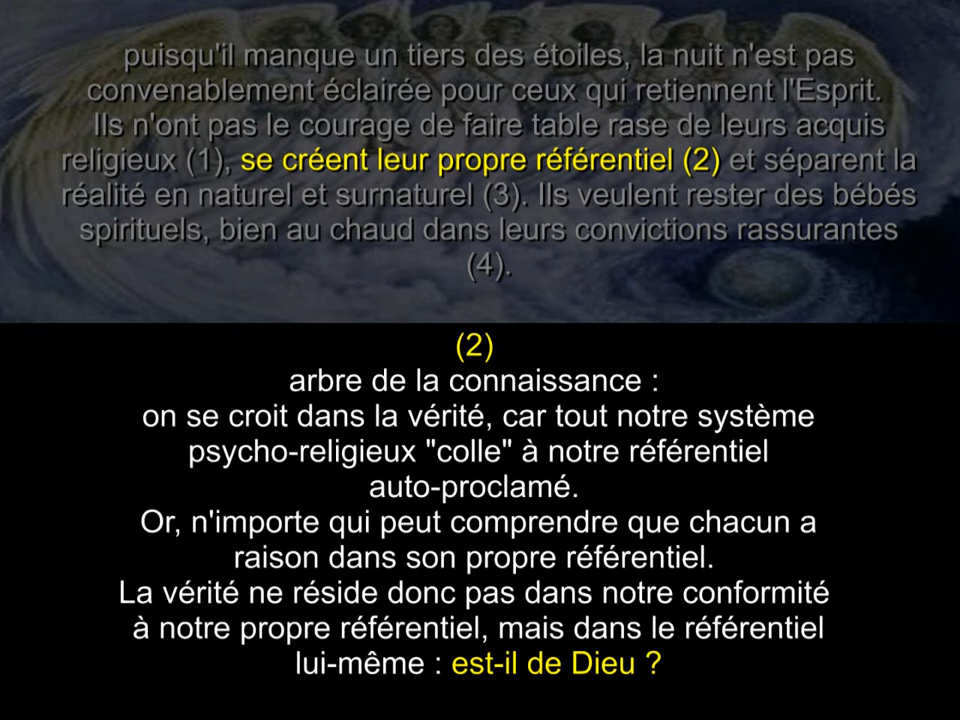 puisqu'il manque un tiers des étoiles, la nuit n'est pas
convenablement éclairée pour ceux qui retiennent l'Esprit.
Ils n'ont pas le courage de faire table rase de leurs acquis
religieux (1), se créent leur propre référentiel (2) et séparent la
réalité en naturel et surnaturel (3). Ils veulent rester des bébés
spirituels, bien au chaud dans leurs convictions rassurantes
(4).
(2)
arbre de la connaissance :
on se croit dans la vérité, car tout notre système
psycho-religieux "colle" à notre référentiel
auto-proclamé.
Or, n'importe qui peut comprendre que chacun a
raison dans son propre référentiel.
La vérité ne réside donc pas dans notre conformité
à notre propre référentiel, mais dans le référentiel
lui-même : est-il de Dieu ?